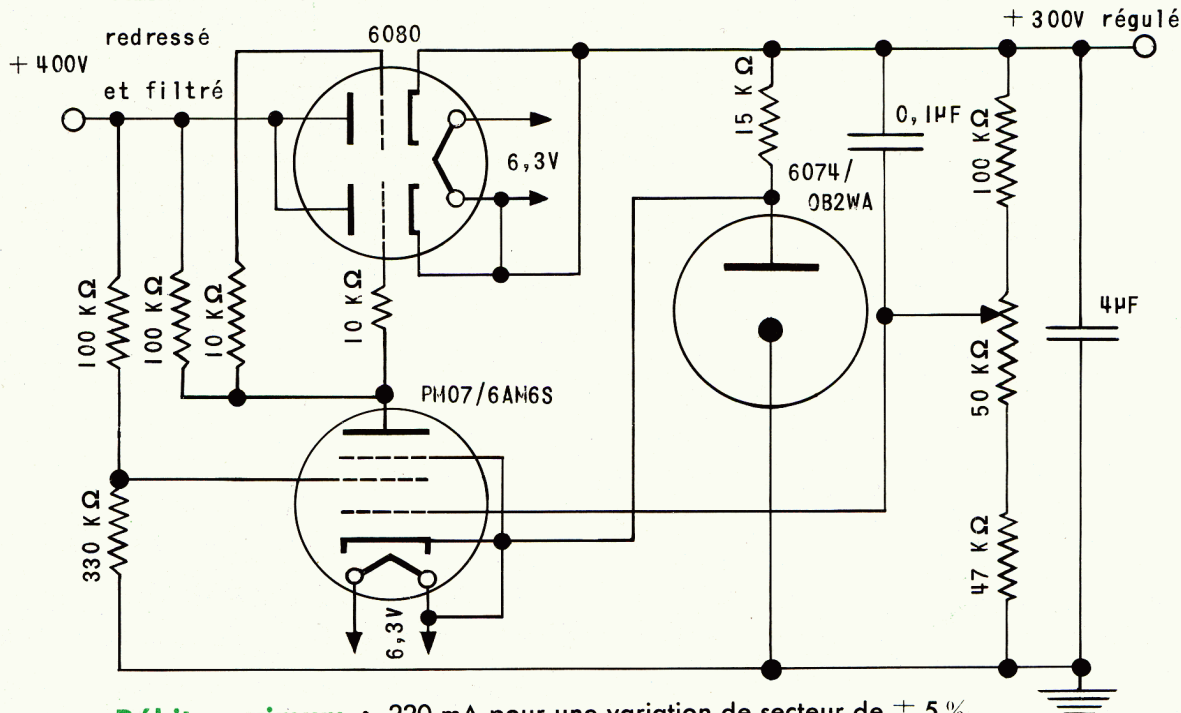 + 300V régulé
redressé
6080
+ 400V
et filtré
15 KΩ
0,1µF
100 KΩ
6,3V
6074/
0B2WA
100 KΩ
100 KΩ
10 KΩ
10 KΩ
4µF
50 KΩ
PM07/6AM6S
330 KΩ
47 KΩ
6,3V
220 mA pour une variation de secteur de ± 5 %